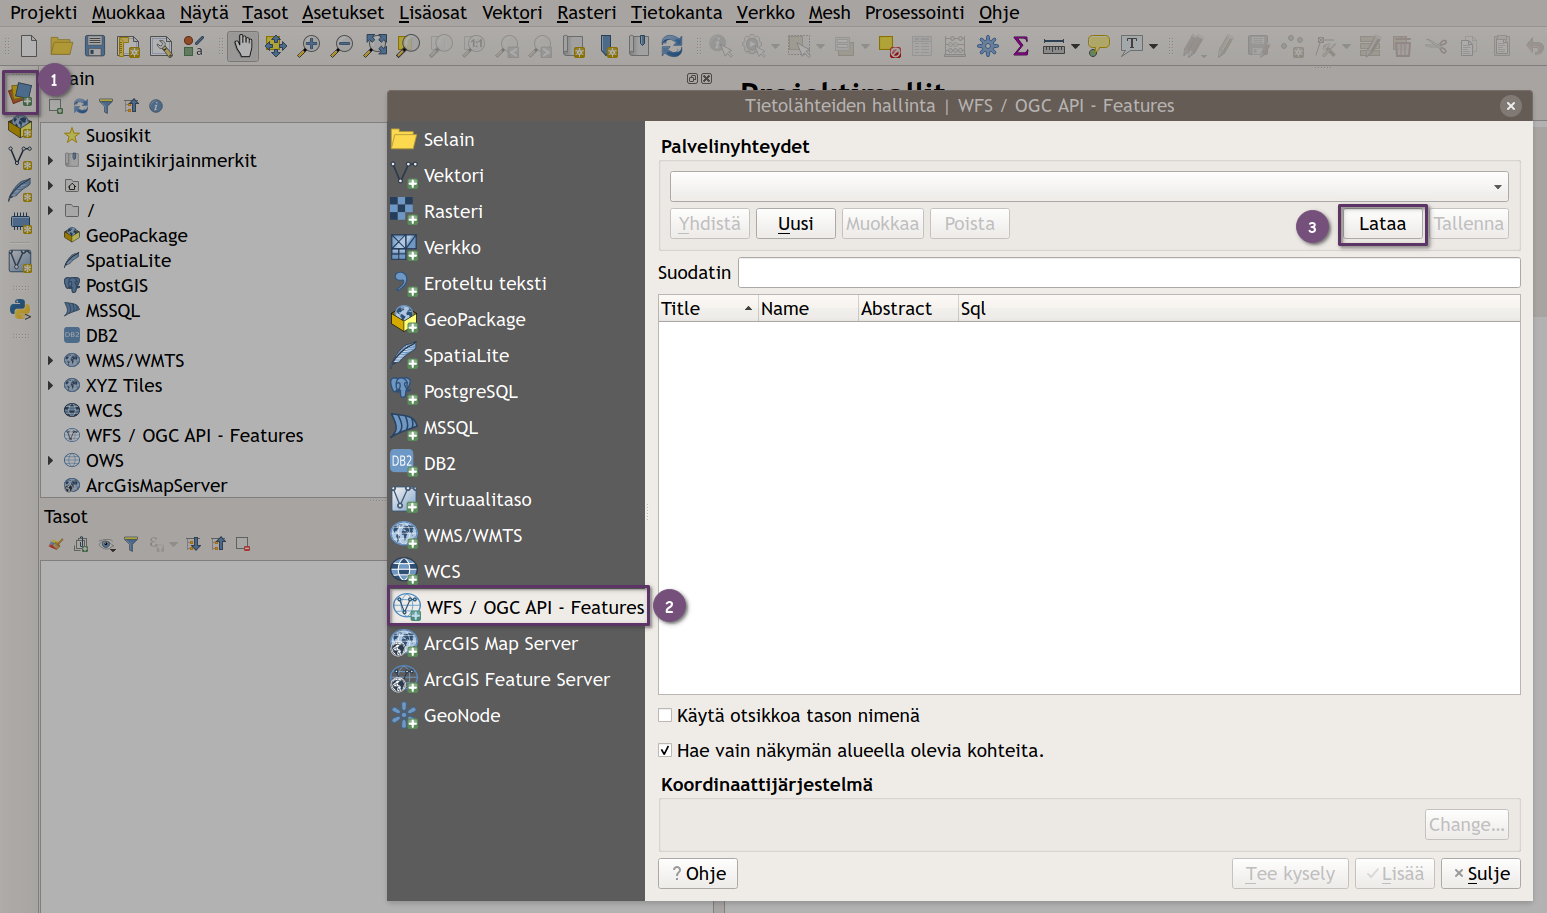 Projekti Muokkaa Näytä Tasot Asetukset Lisäosat Vektori Rasteri Tietokanta Verkko Mesh Prosessointi Ohje
1
Suosikit
Sijaintikirjainmerkit
Koti
/
GeoPackage
SpatiaLite
PostGIS
MSSQL
DB2
WMS/WMTS
XYZ Tiles
WCS
WFS / OGC API - Features
OWS
ArcGisMapServer
Tasot
Tietolähteiden hallinta | WFS / OGC API - Features
Selain
Vektori
Rasteri
Verkko
Eroteltu teksti
GeoPackage
SpatiaLite
PostgreSQL
MSSQL
DB2
DB2
Virtuaalitaso
WMS/WMTS
WCS
WFS / OGC API - Features
2
ArcGIS Map Server
ArcGIS Feature Server
GeoNode
Palvelinyhteydet
Yhdistä Uusi Muokkaa Poista 3 Lataa Tallenna
Suodatin
Title Name Abstract Sql
Käytä otsikkoa tason nimenä
Hae vain näkymän alueella olevia kohteita.
Koordinaattijärjestelmä
Change...
? Ohje Tee kysely Lisää Sulje